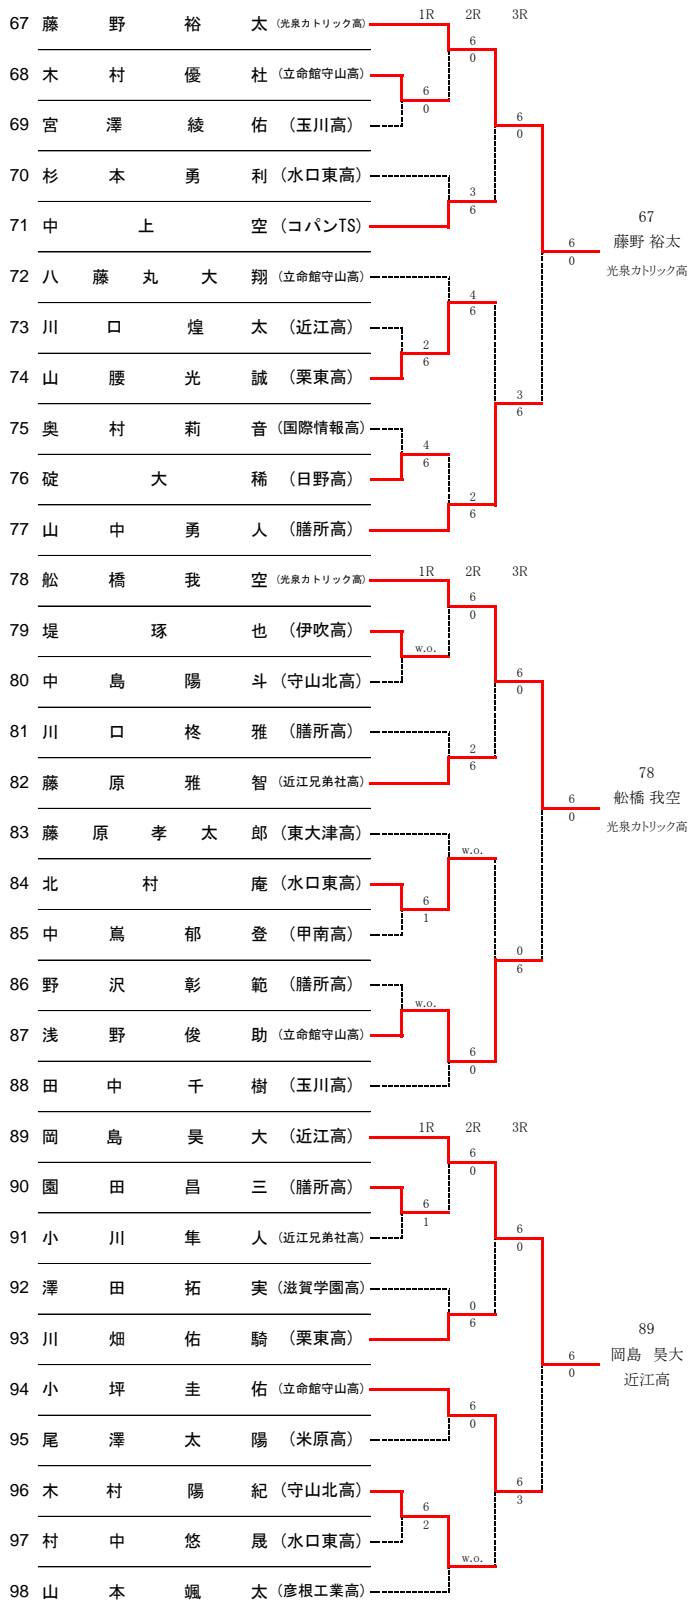 1R 2R 3R
67 藤野裕太 (光泉カトリック高)
6
0
68 木村優杜 (立命館守山高)
6
0
69 宮澤綾佑 (玉川高)
6
0
70 杉本勇利 (水口東高)
3
6
71 中上空 (コパンTS)
67
藤野 裕太
光泉カトリック高
6
0
72 八藤丸大翔 (立命館守山高)
4
6
73 川口煌太 (近江高)
2
6
74 山腰光誠 (栗東高)
3
6
75 奥村莉音 (国際情報高)
4
6
76 碇大稀 (日野高)
2
6
77 山中勇人 (膳所高)
1R 2R 3R
78 舩橋我空 (光泉カトリック高)
6
0
79 堤琢也 (伊吹高)
w.o.
80 中島陽斗 (守山北高)
6
0
81 川口柊雅 (膳所高)
2
6
82 藤原雅智 (近江兄弟社高)
78
舩橋 我空
光泉カトリック高
6
0
83 藤原孝太郎 (東大津高)
w.o.
84 北村庵 (水口東高)
6
1
85 中嶌郁登 (甲南高)
0
6
86 野沢彰範 (膳所高)
w.o.
87 浅野俊助 (立命館守山高)
6
0
88 田中千樹 (玉川高)
1R 2R 3R
89 岡島昊大 (近江高)
6
0
90 園田昌三 (膳所高)
6
1
91 小川隼人 (近江兄弟社高)
6
0
92 澤田拓実 (滋賀学園高)
0
6
93 川畑佑騎 (栗東高)
89
岡島 昊大
近江高
6
0
94 小坪圭佑 (立命館守山高)
6
0
95 尾澤太陽 (米原高)
96 木村陽紀 (守山北高)
6
3
6
2
97 村中悠晟 (水口東高)
w.o.
98 山本颯太 (彦根工業高)